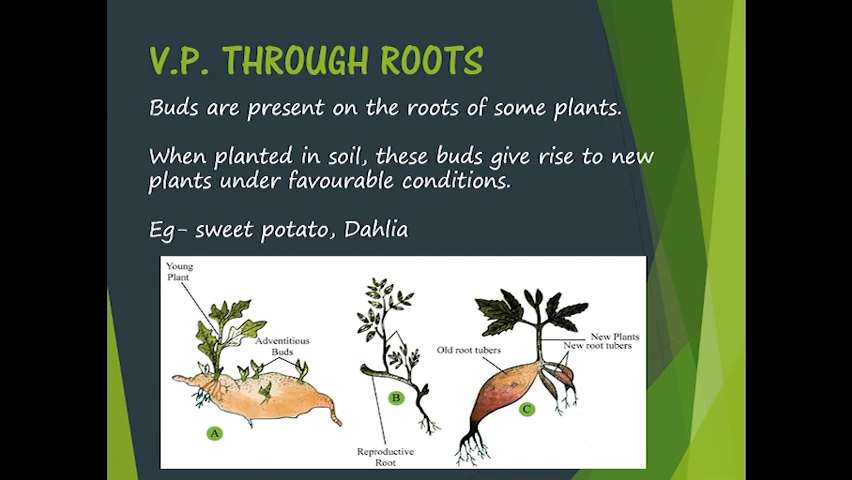 V.P. THROUGH ROOTS
Buds are present on the roots of some plants.
When planted in soil, these buds give rise to new
plants under favourable conditions.
Eg- sweet potato, Dahlia
Young
Plant
Adventitious
Buds
A
B
Reproductive
Root
Old root tubers
New Plants
New root tubers
C